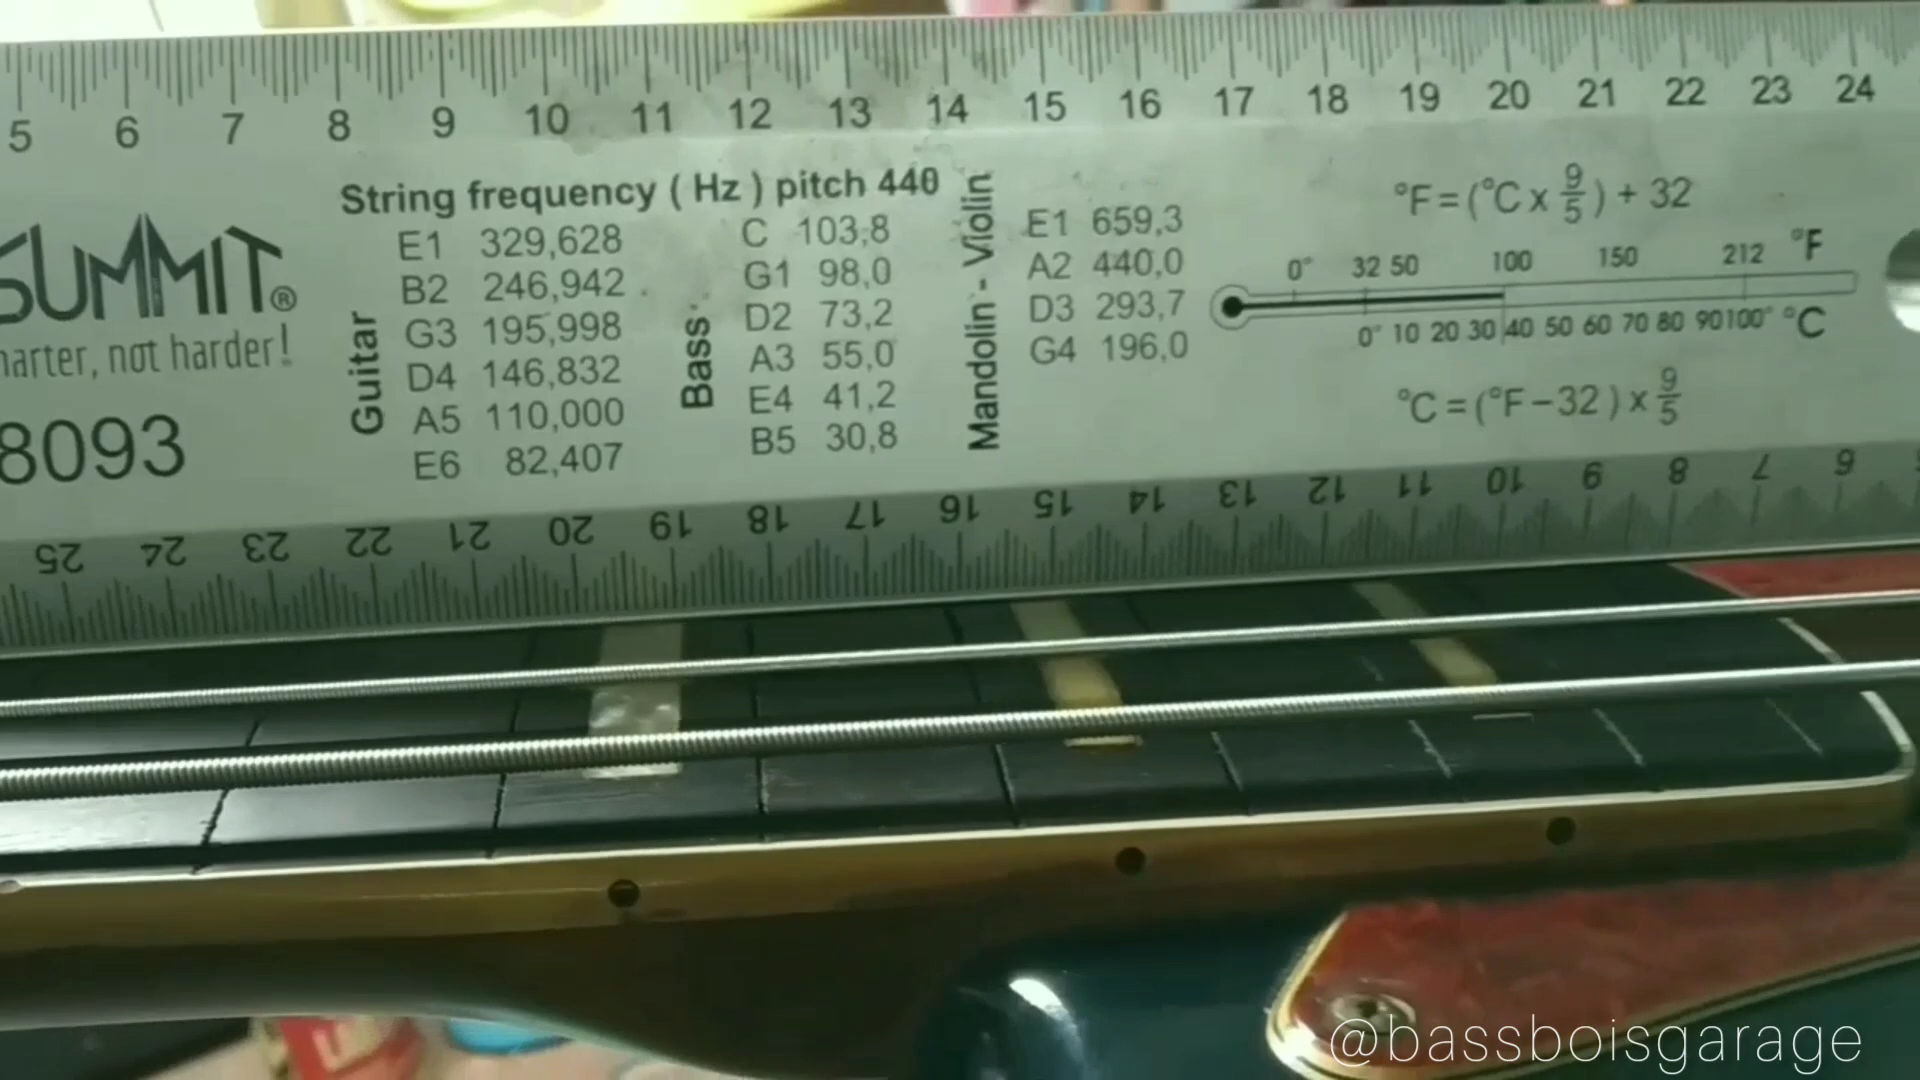 5 6 7 8 9 10 11 12 13 14 15 16 17 18 19 20 21 22 23 24
SUMMIT®
harter, not harder!
8093
String frequency ( Hz ) pitch 440
Guitar
E1 329,628
B2 246,942
G3 195,998
D4 146,832
A5 110,000
E6 82,407
Bass
C 103,8
G1 98,0
D2 73,2
A3 55,0
E4 41,2
B5 30,8
Mandolin - Violin
E1 659,3
A2 440,0
D3 293,7
G4 196,0
°F = (°C x 9/5) + 32
0° 32 50 100 150 212 °F
0° 10 20 30 40 50 60 70 80 90 100° °C
°C = (°F - 32) x 9/5
25 24 23 22 21 20 19 18 17 16 15 14 13 12 11 10 9 8 7 6
@bassboisgarage